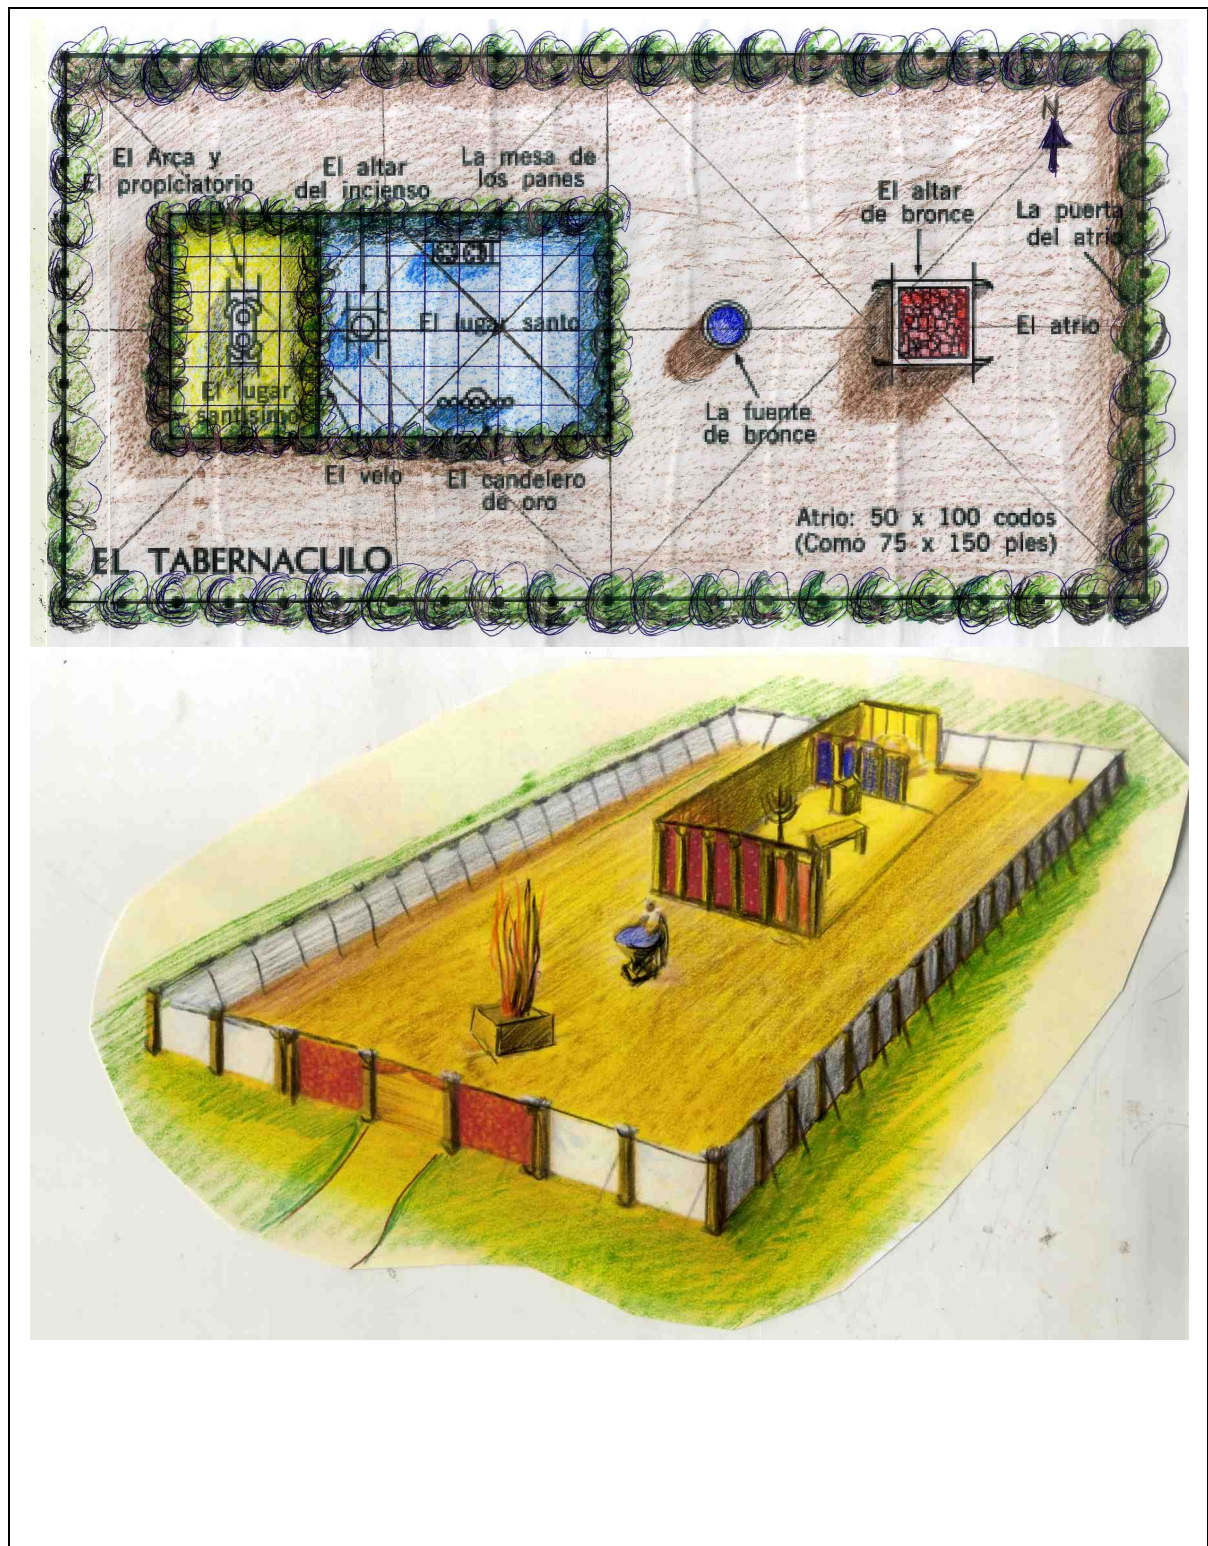 N
El Arca y
El propiciatorio
El altar
del incienso
La mesa de
los panes
El altar
de bronce
La puerta
del atrio
El lugar santo
El atrio
El lugar
santísimo
La fuente
de bronce
El velo
El candelero
de oro
Atrio: 50 x 100 codos
(Como 75 x 150 pies)
EL TABERNACULO